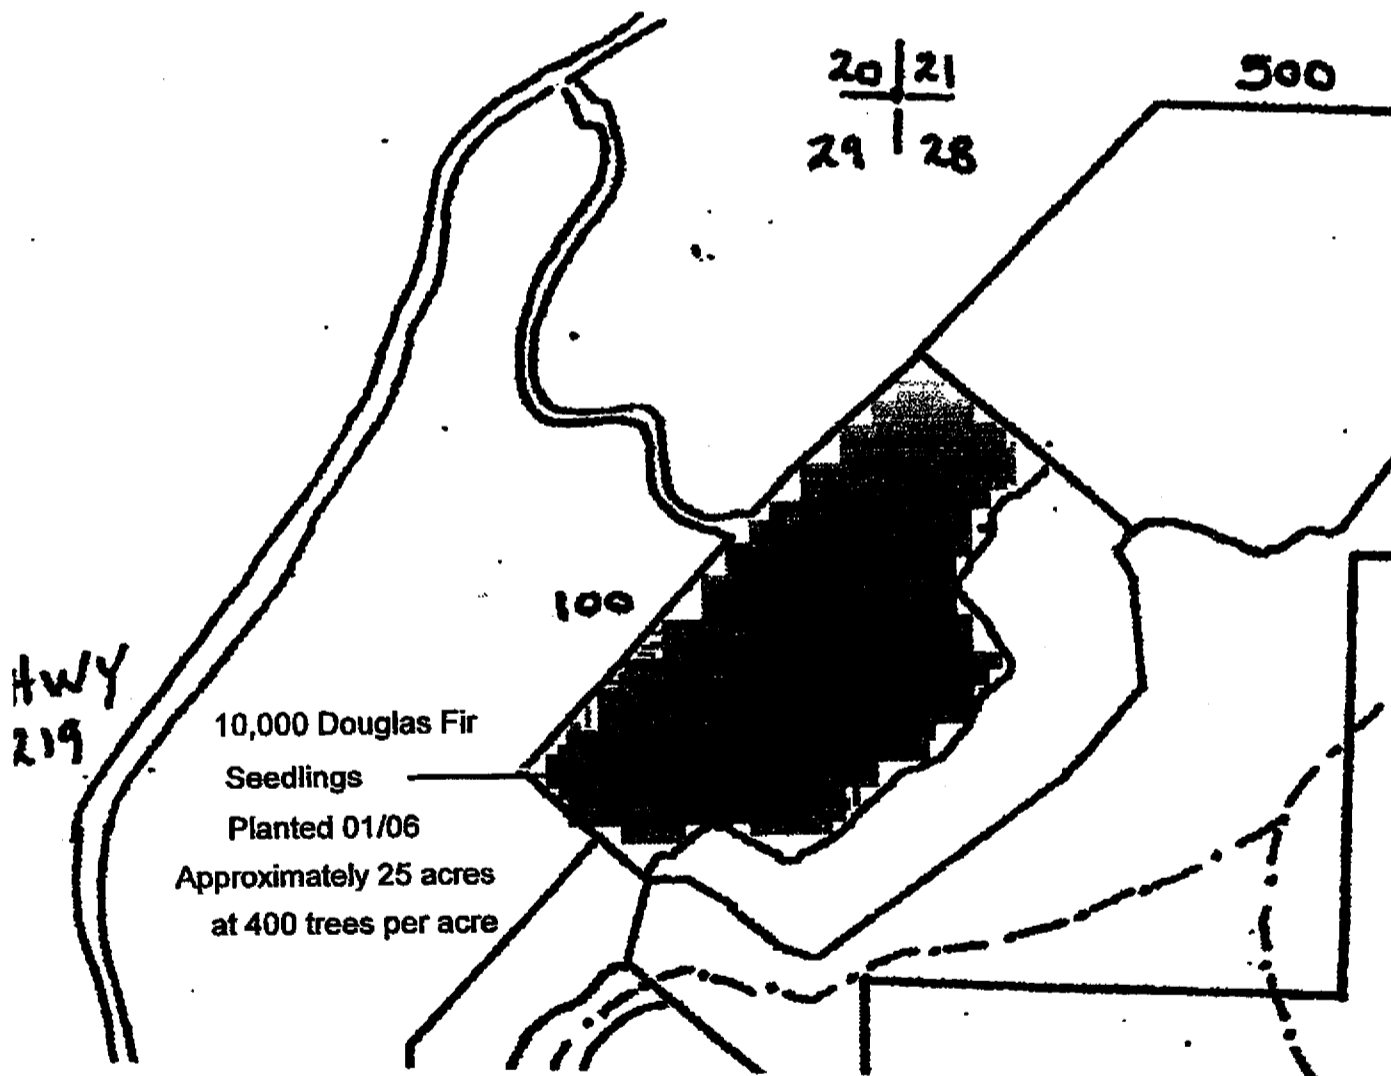 20 21
500
29 28
100
HWY
219
10,000 Douglas Fir
Seedlings
Planted 01/06
Approximately 25 acres
at 400 trees per acre